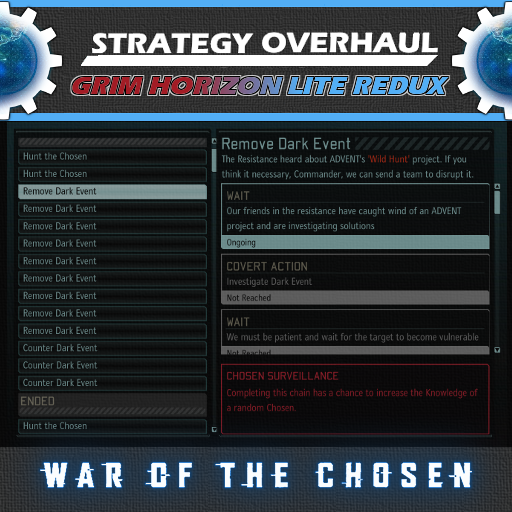 STRATEGY OVERHAUL
GRIM HORIZON LITE REDUX
Hunt the Chosen
Hunt the Chosen
Remove Dark Event
Remove Dark Event
Remove Dark Event
Remove Dark Event
Remove Dark Event
Remove Dark Event
Remove Dark Event
Remove Dark Event
Remove Dark Event
Counter Dark Event
Counter Dark Event
Counter Dark Event
ENDED
Hunt the Chosen
Remove Dark Event
The Resistance heard about ADVENT's 'Wild Hunt' project. If you
think it necessary, Commander, we can send a team to disrupt it.
WAIT
Our friends in the resistance have caught wind of an ADVENT
project and are investigating solutions
Ongoing
COVERT ACTION
Investigate Dark Event
Not Reached
WAIT
We must be patient and wait for the target to become vulnerable
Not Reached
CHOSEN SURVEILLANCE
Completing this chain has a chance to increase the Knowledge of
a random Chosen.
WAR OF THE CHOSEN